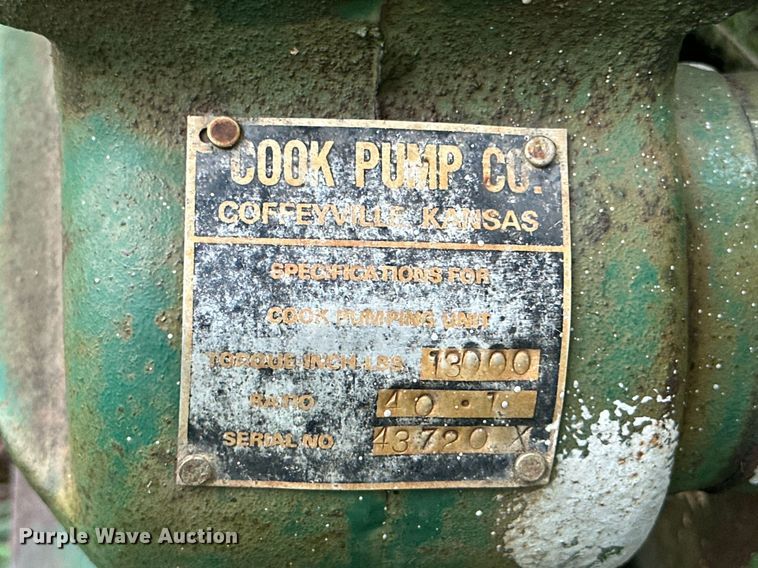 COOK PUMP CO.
COFFEYVILLE KANSAS
SPECIFICATIONS FOR
COOK PUMPING UNIT
TORQUE INCH-LBS 13000
RATIO 40.1
SERIAL NO. 43720 X
Purple Wave Auction®